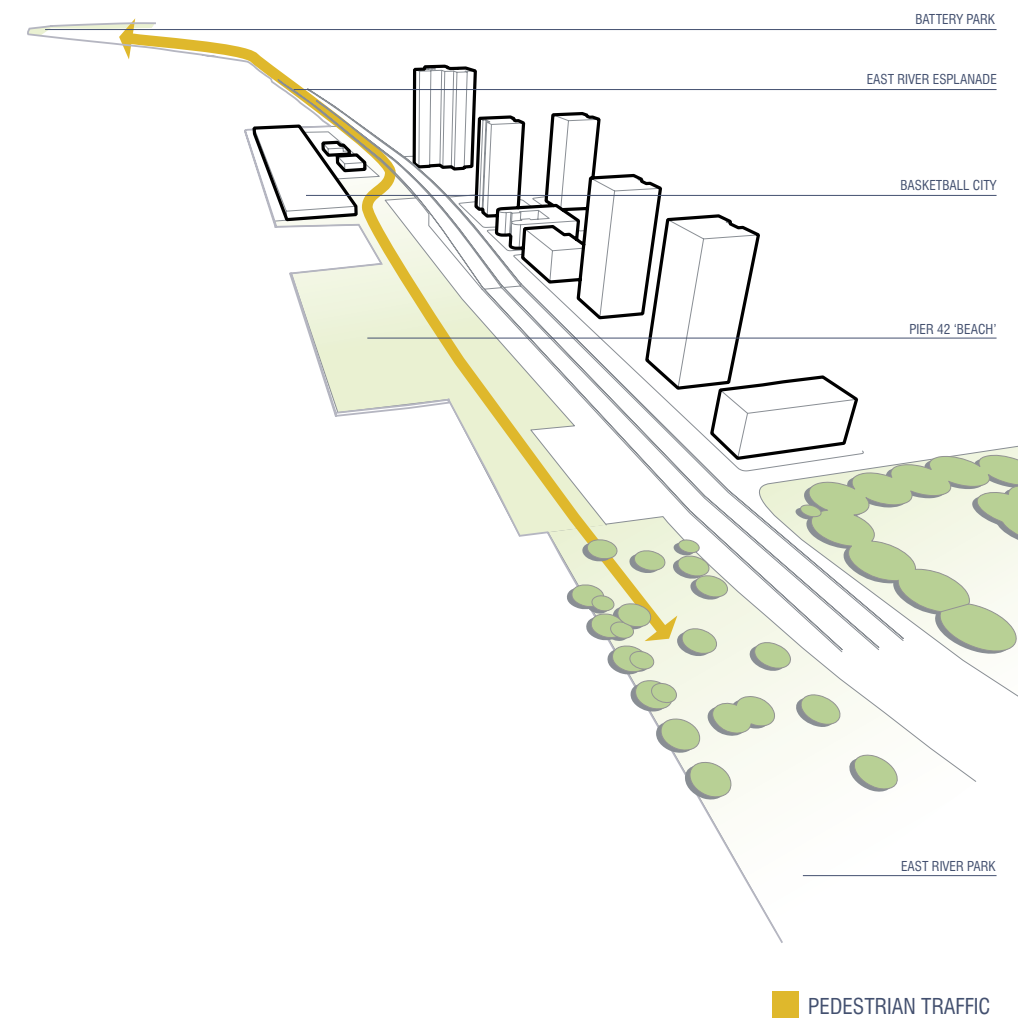 BATTERY PARK
EAST RIVER ESPLANADE
BASKETBALL CITY
PIER 42 ‘BEACH’
EAST RIVER PARK
PEDESTRIAN TRAFFIC